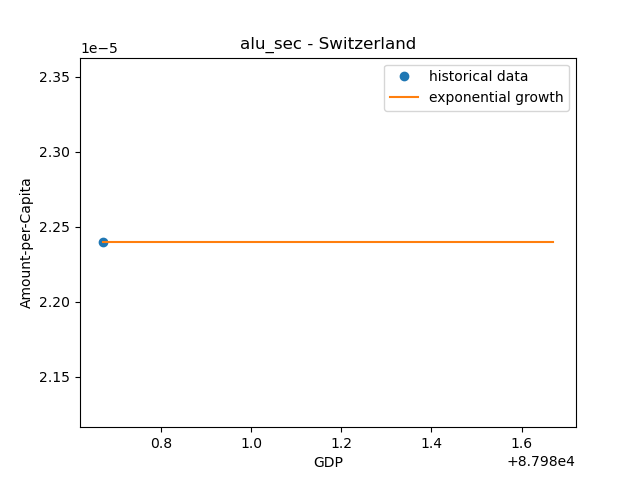 alu_sec - Switzerland
1e−5
historical data
exponential growth
2.35
2.30
2.25
2.20
2.15
Amount-per-Capita
0.8 1.0 1.2 1.4 1.6
GDP
+8.798e4